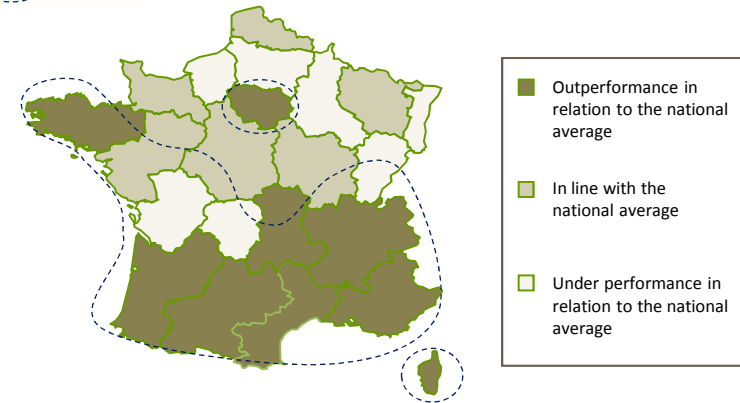 Outperformance in
relation to the national
average
In line with the
national average
Under performance in
relation to the national
average